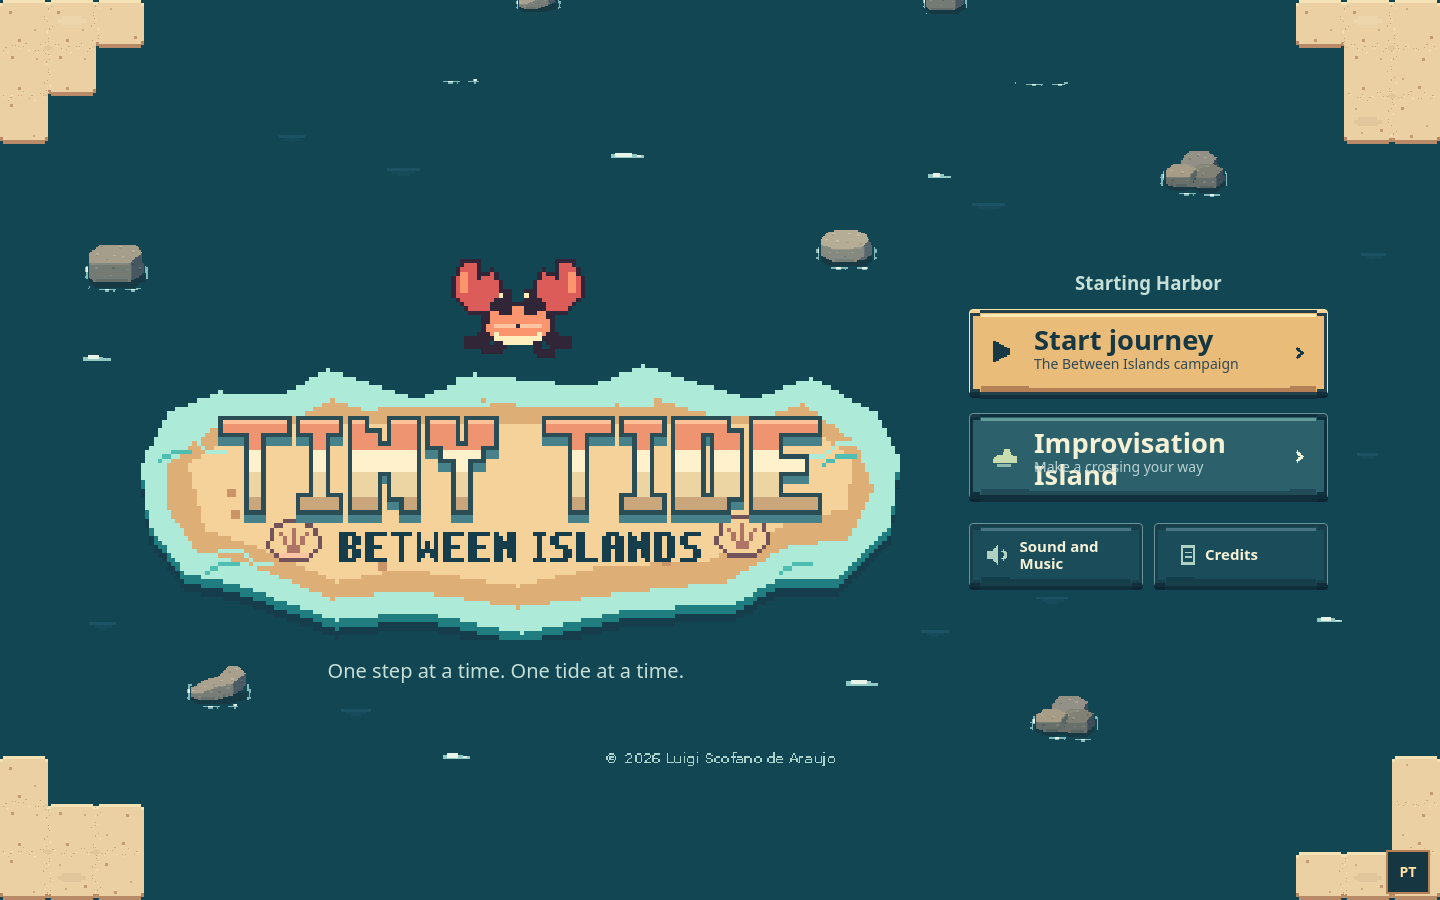 TINY TIDE
BETWEEN ISLANDS
One step at a time. One tide at a time.
Starting Harbor
Start journey
The Between Islands campaign
Improvisation
Island
Make a crossing your way
Sound and
Music
Credits
© 2026 Luigi Scofano de Araujo
PT